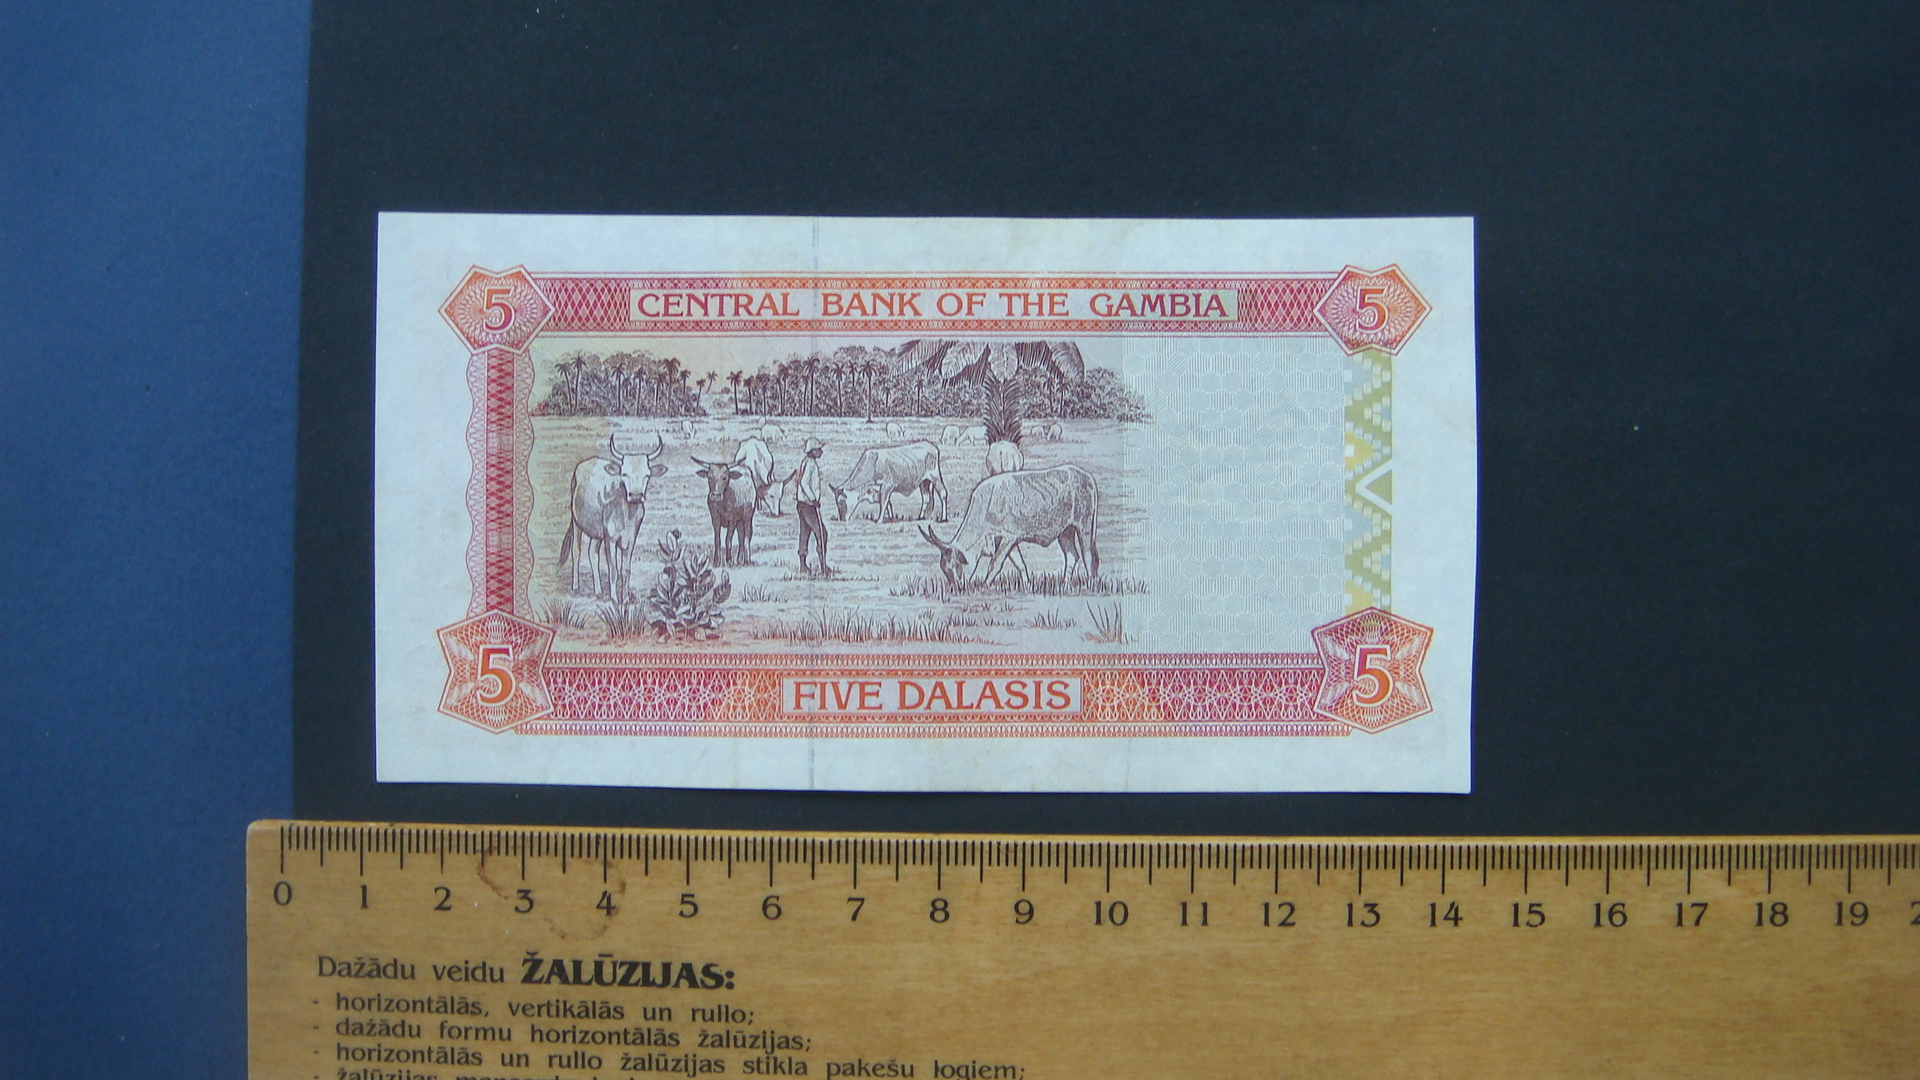 5 CENTRAL BANK OF THE GAMBIA 5
5 FIVE DALASIS 5
0 1 2 3 4 5 6 7 8 9 10 11 12 13 14 15 16 17 18 19
Dažādu veidu ŽALŪZIJAS:
- horizontālās, vertikālās un rullo;
- dažādu formu horizontālās žalūzijas;
- horizontālās un rullo žalūzijas stikla pakešu logiem;
- žalūzijas